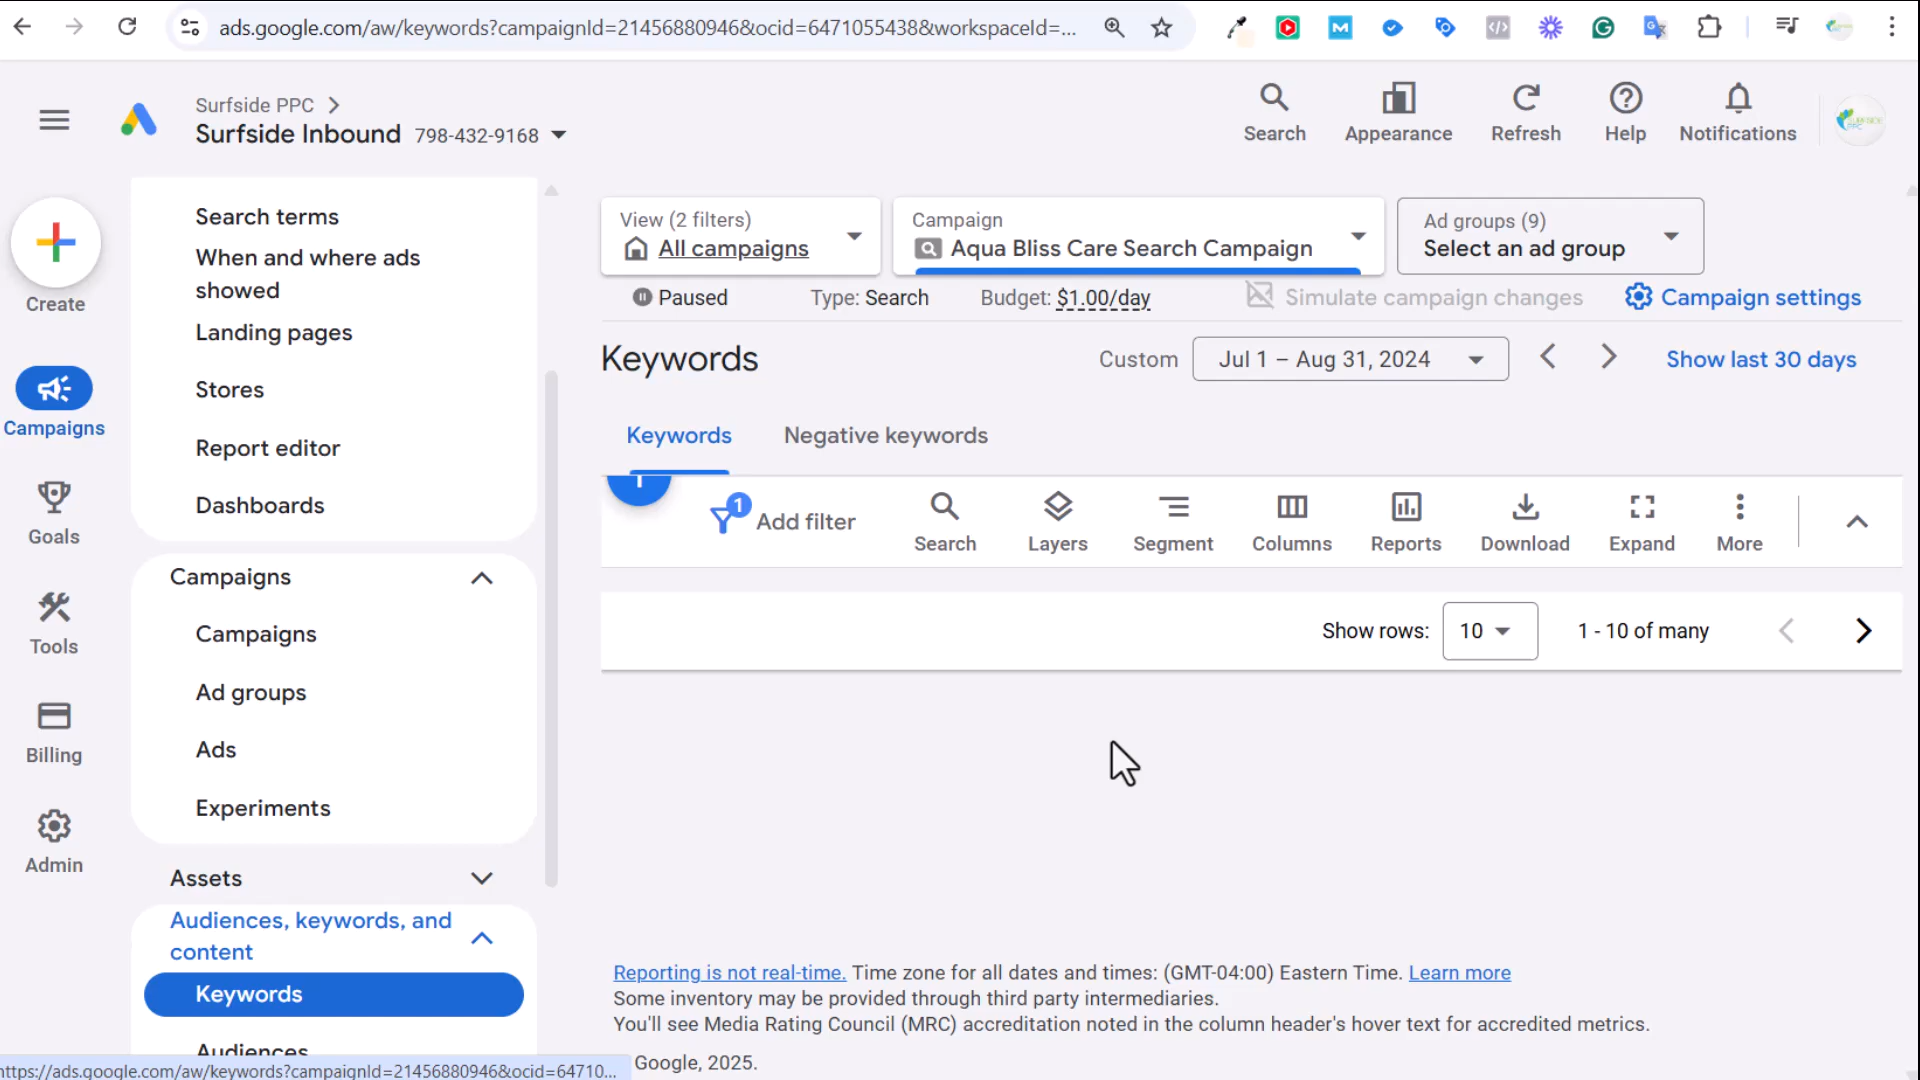 ads.google.com/aw/keywords?campaignId=21456880946&ocid=6471055438&workspaceId=...
Surfside PPC
Surfside Inbound 798-432-9168
Search
Appearance
Refresh
Help
Notifications
Create
Campaigns
Goals
Tools
Billing
Admin
Search terms
When and where ads
showed
Landing pages
Stores
Report editor
Dashboards
Campaigns
Campaigns
Ad groups
Ads
Experiments
Assets
Audiences, keywords, and
content
Keywords
Audiences
View (2 filters)
All campaigns
Campaign
Aqua Bliss Care Search Campaign
Ad groups (9)
Select an ad group
Paused
Type: Search
Budget: $1.00/day
Simulate campaign changes
Campaign settings
Keywords
Custom
Jul 1 – Aug 31, 2024
Show last 30 days
Keywords
Negative keywords
1
Add filter
Search
Layers
Segment
Columns
Reports
Download
Expand
More
Show rows:
10
1 - 10 of many
Reporting is not real-time. Time zone for all dates and times: (GMT-04:00) Eastern Time. Learn more
Some inventory may be provided through third party intermediaries.
You'll see Media Rating Council (MRC) accreditation noted in the column header's hover text for accredited metrics.
Google, 2025.
https://ads.google.com/aw/keywords?campaignId=21456880946&ocid=64710...